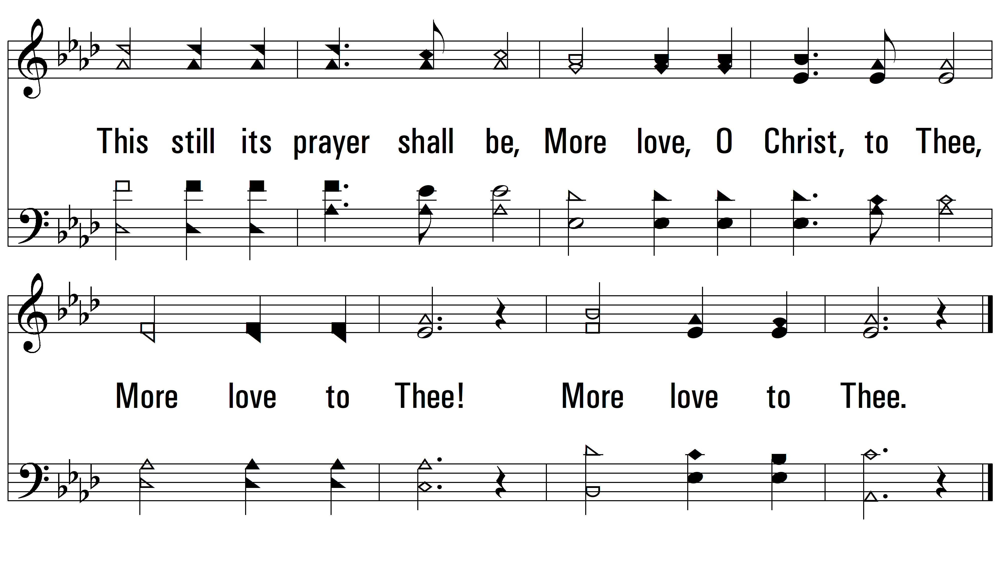 This still its prayer shall be, More love, O Christ, to Thee,
More love to Thee! More love to Thee.